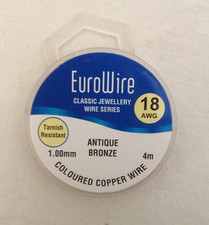 EuroWire
CLASSIC JEWELLERY
WIRE SERIES
18
AWG
Tarnish
Resistant
ANTIQUE
BRONZE
1.00mm
4m
COLOURED COPPER WIRE